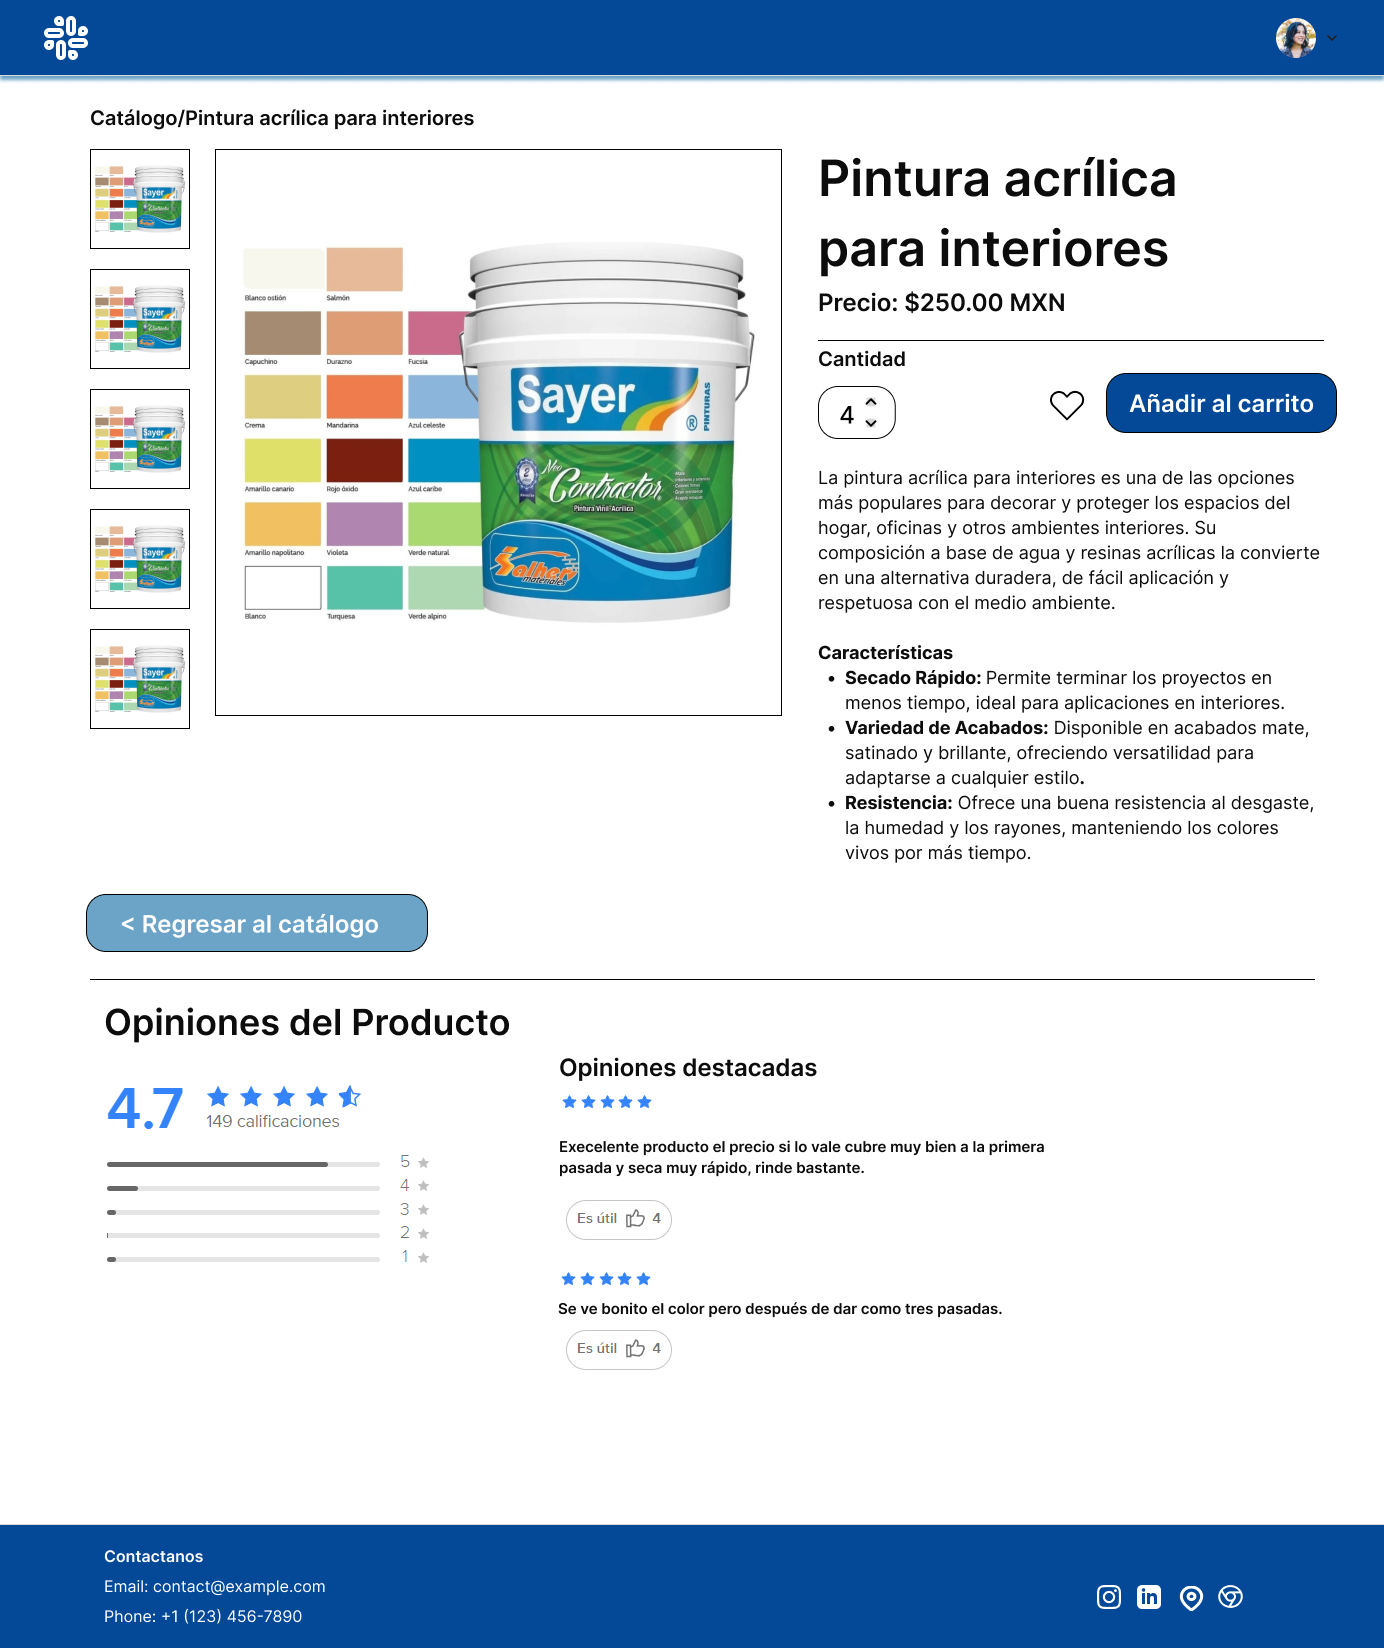 Catálogo/Pintura acrílica para interiores
Pintura acrílica
para interiores
Precio: $250.00 MXN
Cantidad
4
Añadir al carrito
Blanco ostión
Salmón
Capuchino
Durazno
Fucsia
Crema
Mandarina
Azul celeste
Amarillo canario
Rojo óxido
Azul caribe
Amarillo napolitano
Violeta
Verde natural
Blanco
Turquesa
Verde alpino
Sayer
®
PINTURAS
2
Neo
Contractor
Pintura Vinil-Acrílica
Salher
materiales
La pintura acrílica para interiores es una de las opciones
más populares para decorar y proteger los espacios del
hogar, oficinas y otros ambientes interiores. Su
composición a base de agua y resinas acrílicas la convierte
en una alternativa duradera, de fácil aplicación y
respetuosa con el medio ambiente.
Características
• Secado Rápido: Permite terminar los proyectos en
menos tiempo, ideal para aplicaciones en interiores.
• Variedad de Acabados: Disponible en acabados mate,
satinado y brillante, ofreciendo versatilidad para
adaptarse a cualquier estilo.
• Resistencia: Ofrece una buena resistencia al desgaste,
la humedad y los rayones, manteniendo los colores
vivos por más tiempo.
< Regresar al catálogo
Opiniones del Producto
4.7
149 calificaciones
5
4
3
2
1
Opiniones destacadas
Execelente producto el precio si lo vale cubre muy bien a la primera
pasada y seca muy rápido, rinde bastante.
Es útil 4
Se ve bonito el color pero después de dar como tres pasadas.
Es útil 4
Contactanos
Email: contact@example.com
Phone: +1 (123) 456-7890
in